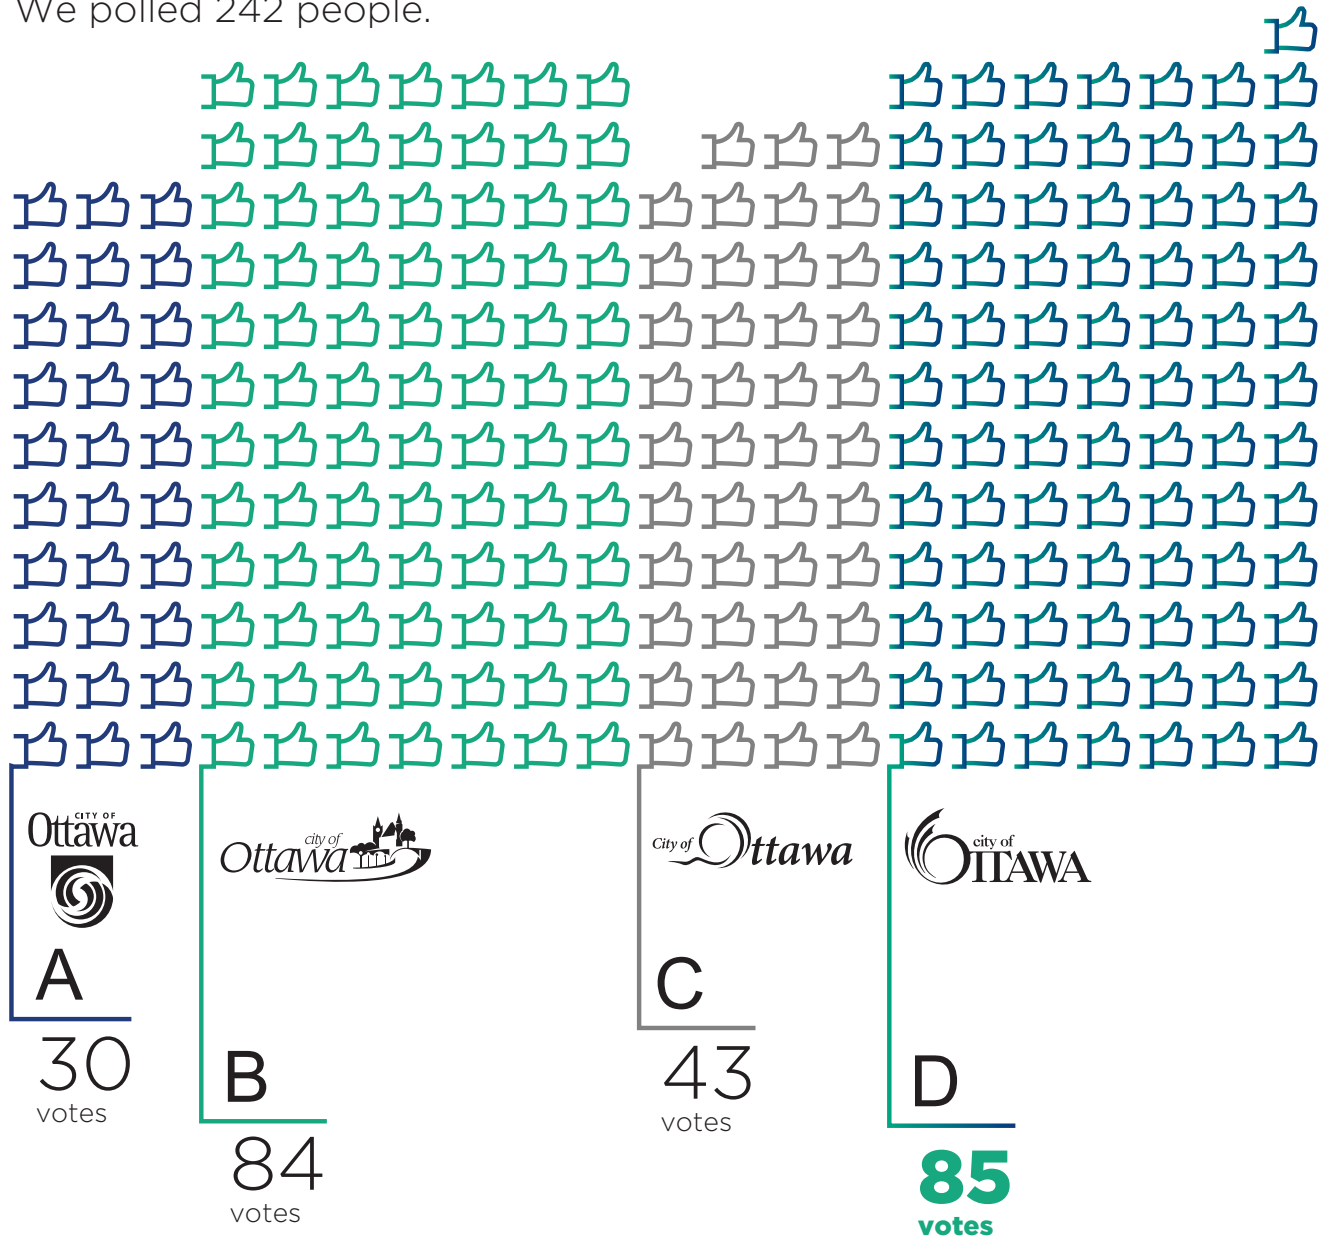 We polled 242 people.
CITY OF
Ottawa
A
30
votes
city of
Ottawa
B
84
votes
City of Ottawa
C
43
votes
city of
OTTAWA
D
85
votes